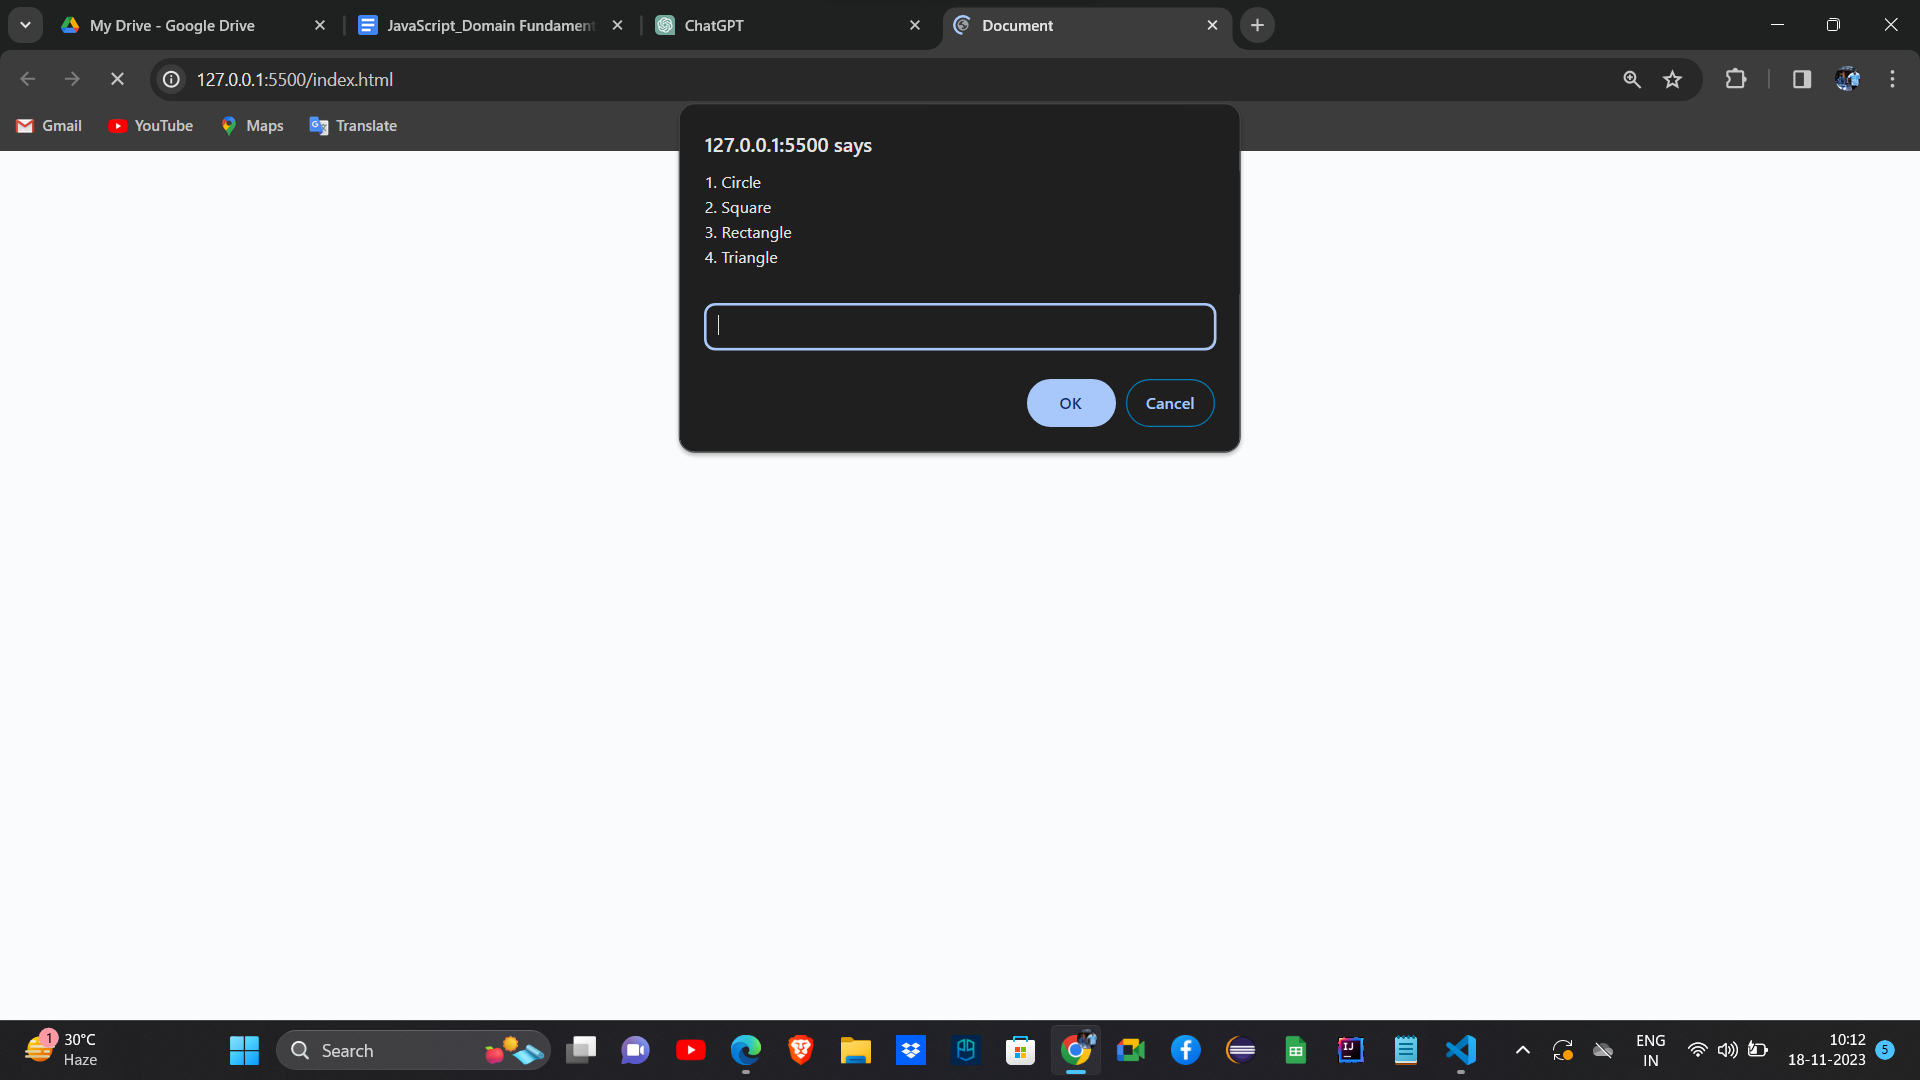 My Drive - Google Drive
JavaScript_Domain Fundament
ChatGPT
Document
127.0.0.1:5500/index.html
Gmail
YouTube
Maps
Translate
127.0.0.1:5500 says
1. Circle
2. Square
3. Rectangle
4. Triangle
OK
Cancel
1
30°C
Haze
Search
ENG
IN
10:12
18-11-2023
5